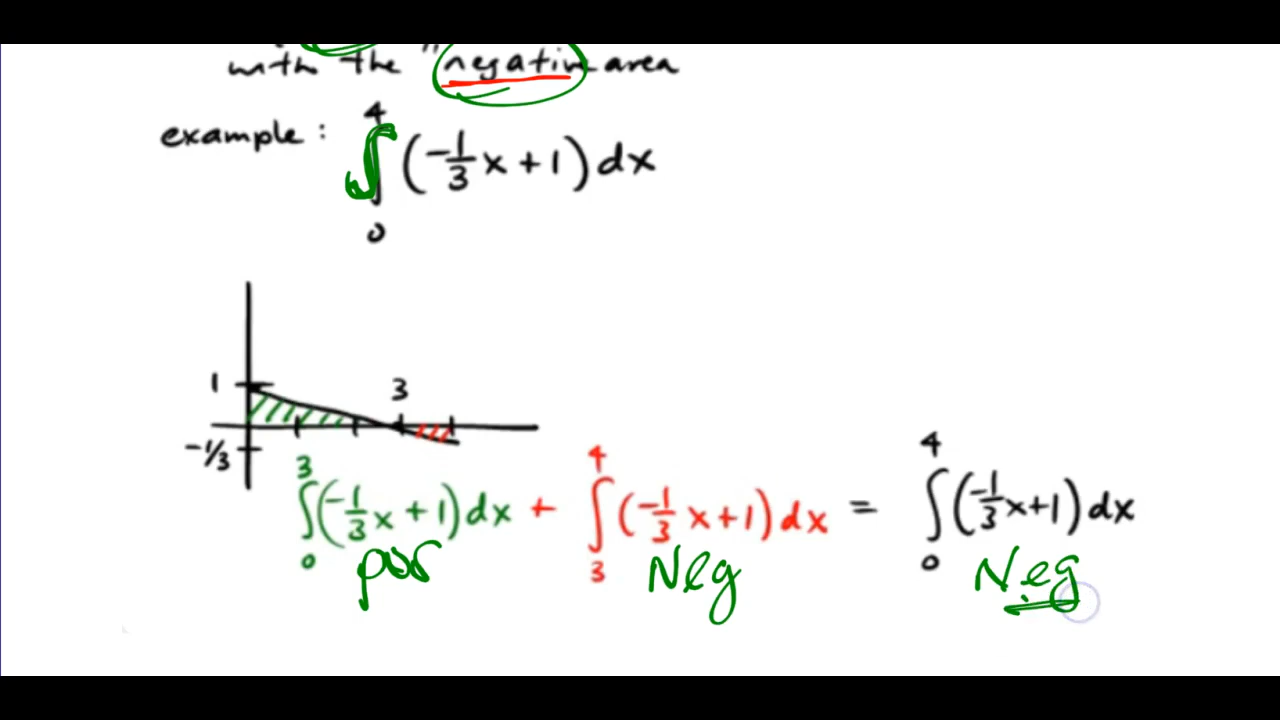 with the "negative area
example: ∫₀⁴ (-1/3 x + 1) dx
1
3
-1/3
∫₀³ (-1/3 x + 1) dx + ∫₃⁴ (-1/3 x + 1) dx = ∫₀⁴ (-1/3 x + 1) dx
pos Neg Neg